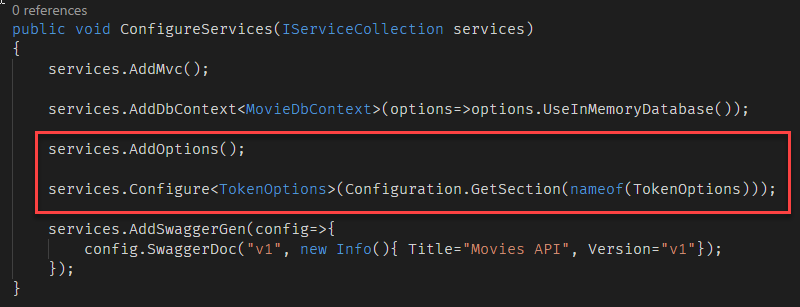 0 references
public void ConfigureServices(IServiceCollection services)
{
services.AddMvc();
services.AddDbContext<MovieDbContext>(options=>options.UseInMemoryDatabase());
services.AddOptions();
services.Configure<TokenOptions>(Configuration.GetSection(nameof(TokenOptions)));
services.AddSwaggerGen(config=>{
config.SwaggerDoc("v1", new Info(){ Title="Movies API", Version="v1"});
});
}